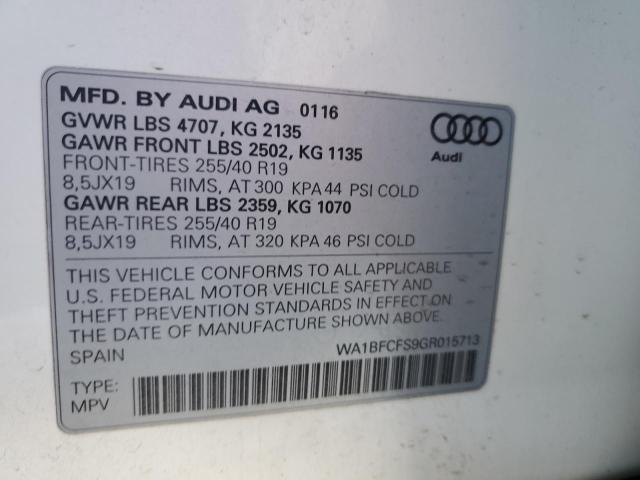 MFD. BY AUDI AG 0116
GVWR LBS 4707, KG 2135
GAWR FRONT LBS 2502, KG 1135
FRONT-TIRES 255/40 R19
8,5JX19 RIMS, AT 300 KPA 44 PSI COLD
GAWR REAR LBS 2359, KG 1070
REAR-TIRES 255/40 R19
8,5JX19 RIMS, AT 320 KPA 46 PSI COLD
Audi
THIS VEHICLE CONFORMS TO ALL APPLICABLE
U.S. FEDERAL MOTOR VEHICLE SAFETY AND
THEFT PREVENTION STANDARDS IN EFFECT ON
THE DATE OF MANUFACTURE SHOWN ABOVE.
SPAIN WA1BFCFS9GR015713
TYPE:
MPV